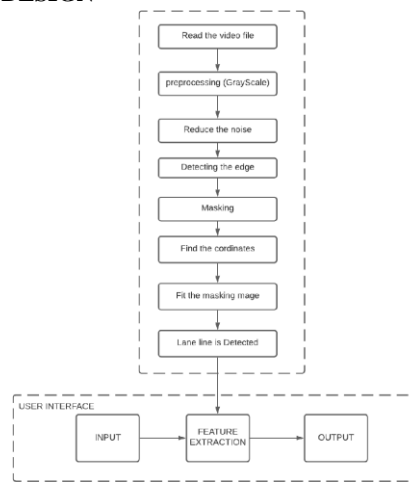 DESIGN
Read the video file
preprocessing (GrayScale)
Reduce the noise
Detecting the edge
Masking
Find the cordinates
Fit the masking mage
Lane line is Detected
USER INTERFACE
INPUT
FEATURE
EXTRACTION
OUTPUT